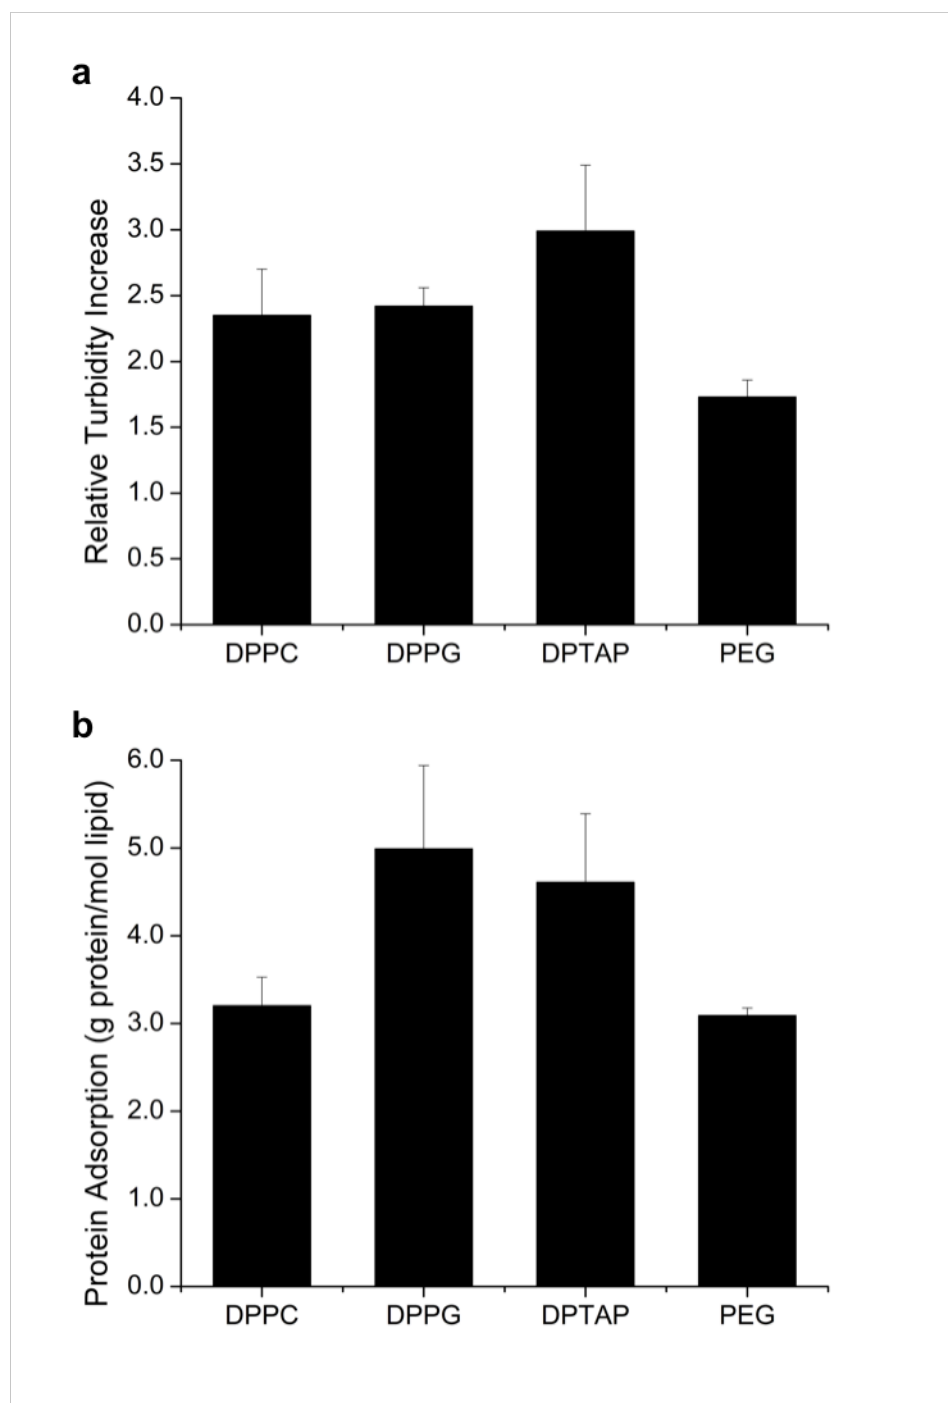 a
Relative Turbidity Increase
4.0
3.5
3.0
2.5
2.0
1.5
1.0
0.5
0.0
DPPC DPPG DPTAP PEG
b
Protein Adsorption (g protein/mol lipid)
6.0
5.0
4.0
3.0
2.0
1.0
0.0
DPPC DPPG DPTAP PEG